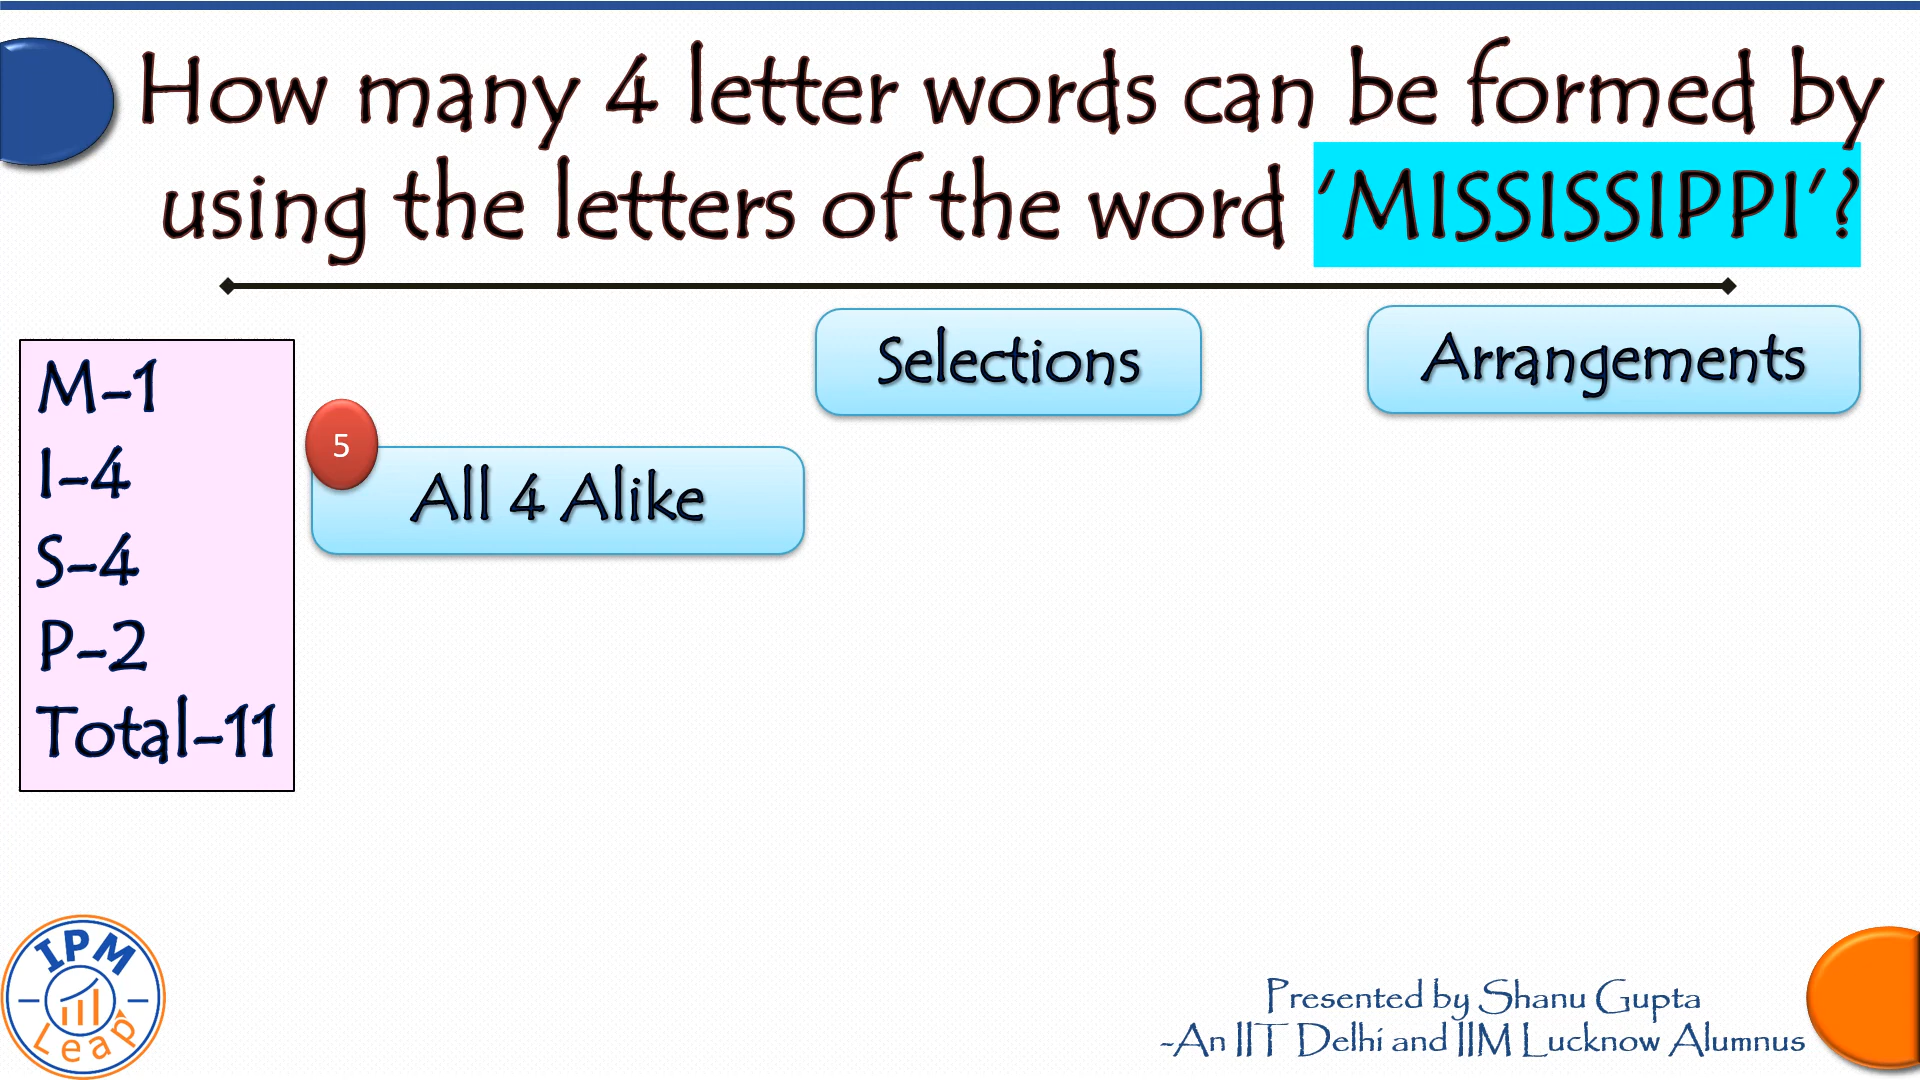 How many 4 letter words can be formed by
using the letters of the word ‘MISSISSIPPI’?
Selections
Arrangements
M-1
I-4
S-4
P-2
Total-11
5
All 4 Alike
IPM
Leap
Presented by Shanu Gupta
-An IIT Delhi and IIM Lucknow Alumnus